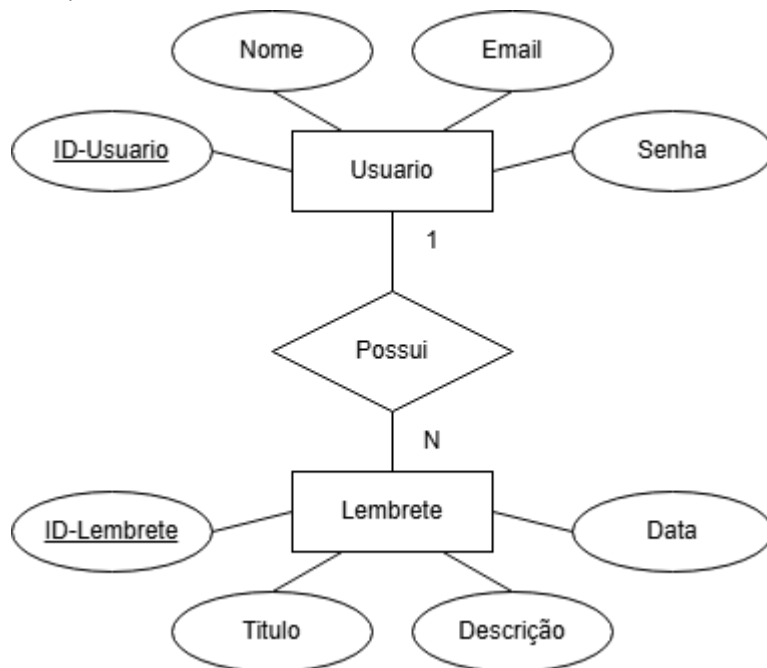 Nome
Email
ID-Usuario
Usuario
Senha
1
Possui
N
ID-Lembrete
Lembrete
Data
Titulo
Descrição